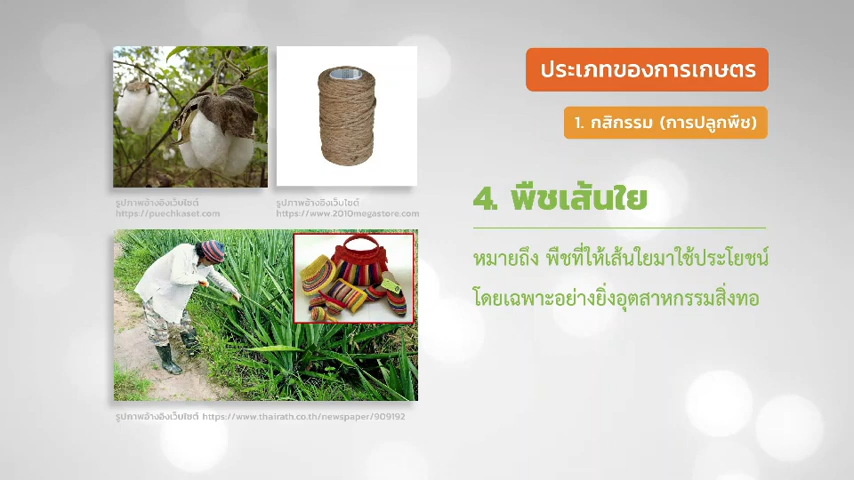 ประเภทของการเกษตร
1. กสิกรรม (การปลูกพืช)
4. พืชเส้นใย
หมายถึง พืชที่ให้เส้นใยมาใช้ประโยชน์
โดยเฉพาะอย่างยิ่งอุตสาหกรรมสิ่งทอ
รูปภาพอ้างอิงเว็บไซต์
https://puechkaset.com
รูปภาพอ้างอิงเว็บไซต์
https://www.2010megastore.com
รูปภาพอ้างอิงเว็บไซต์ https://www.thairath.co.th/newspaper/909192